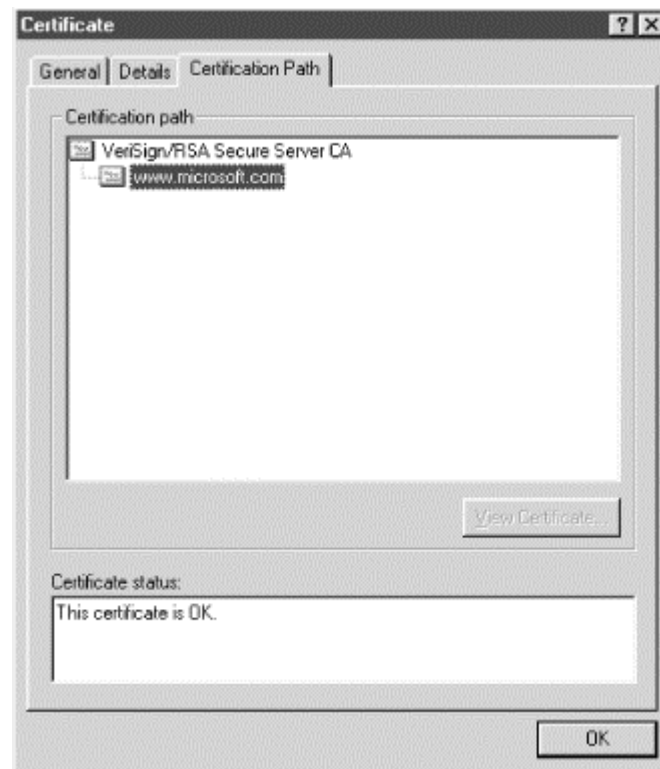 Certificate
General
Details
Certification Path
Certification path
VeriSign/RSA Secure Server CA
www.microsoft.com
View Certificate...
Certificate status:
This certificate is OK.
OK